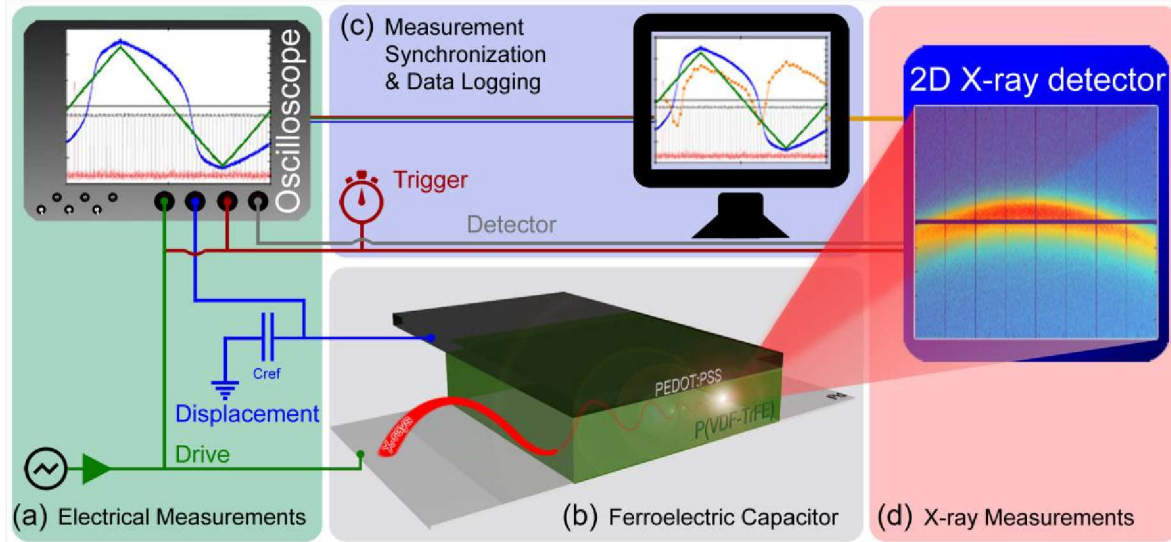 Oscilloscope
(c) Measurement
Synchronization
& Data Logging
2D X-ray detector
Trigger
Detector
Cref
Displacement
Drive
PEDOT:PSS
P(VDF-TrFE)
Pd
X-rays
(a) Electrical Measurements
(b) Ferroelectric Capacitor
(d) X-ray Measurements